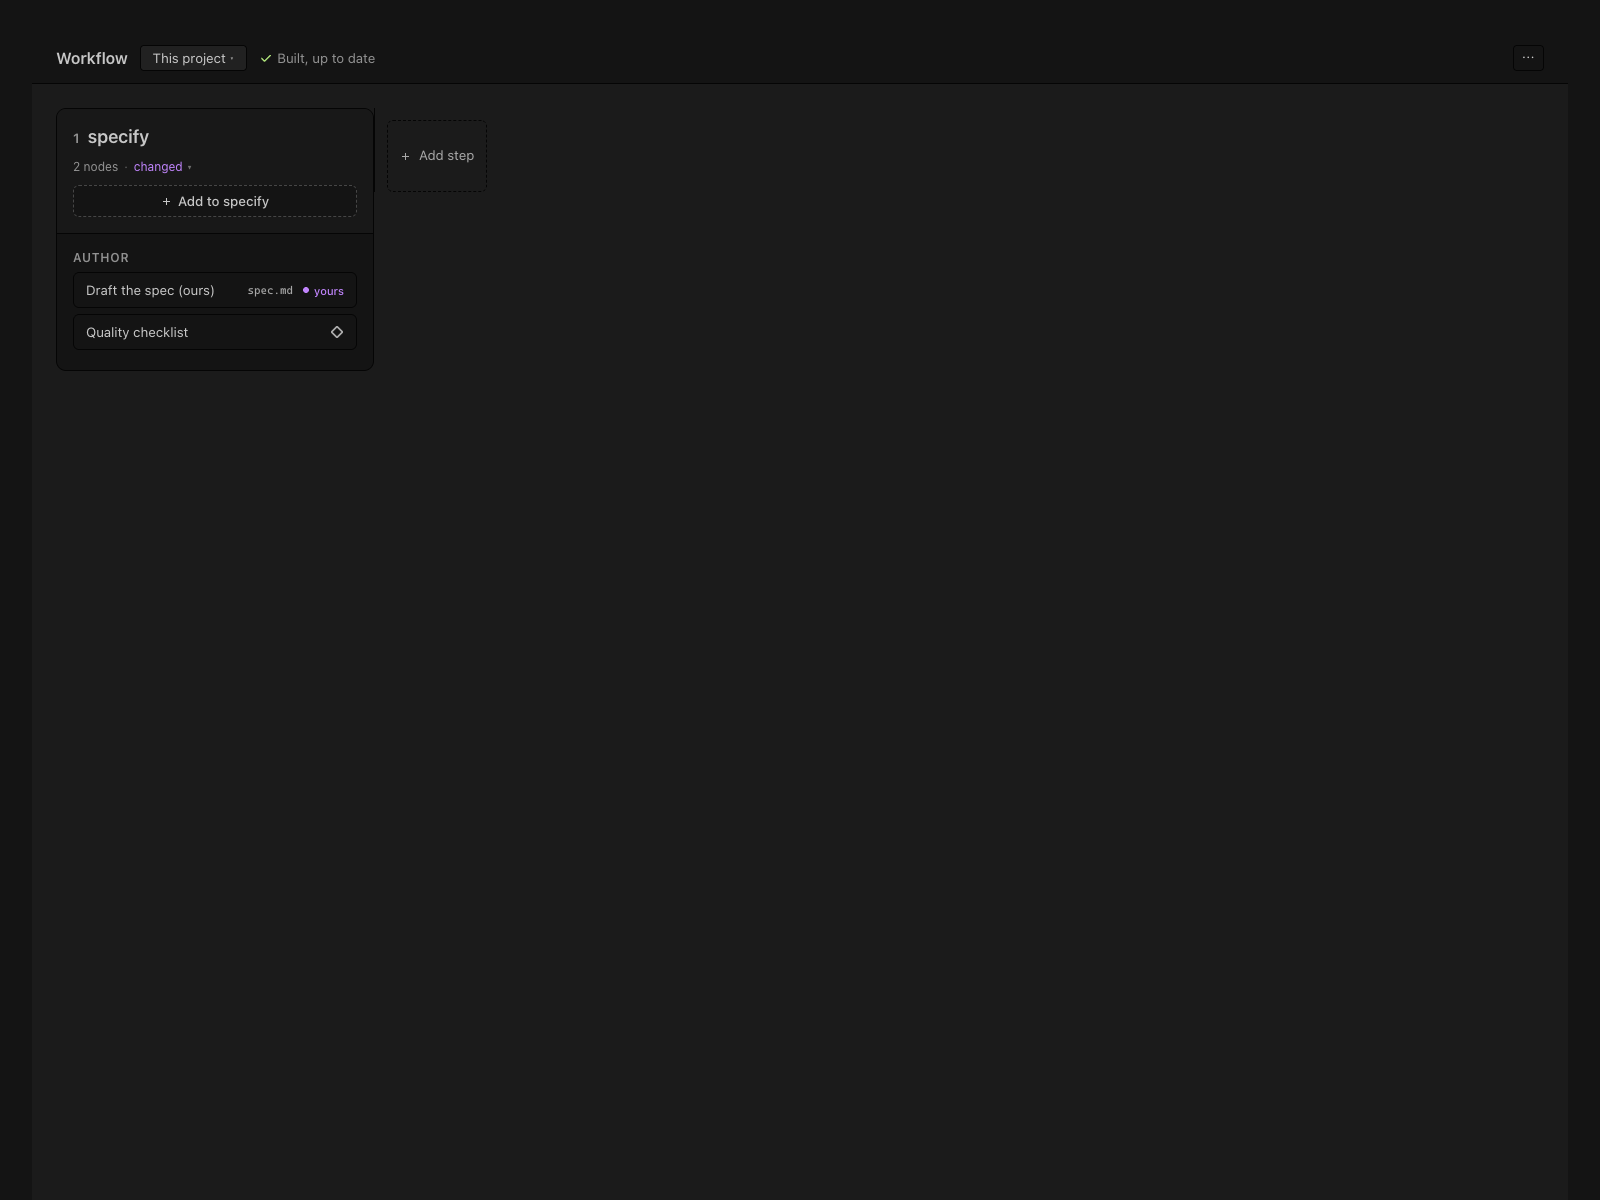 Workflow This project Built, up to date ...
1 specify
2 nodes · changed
+ Add to specify
+ Add step
AUTHOR
Draft the spec (ours) spec.md yours
Quality checklist